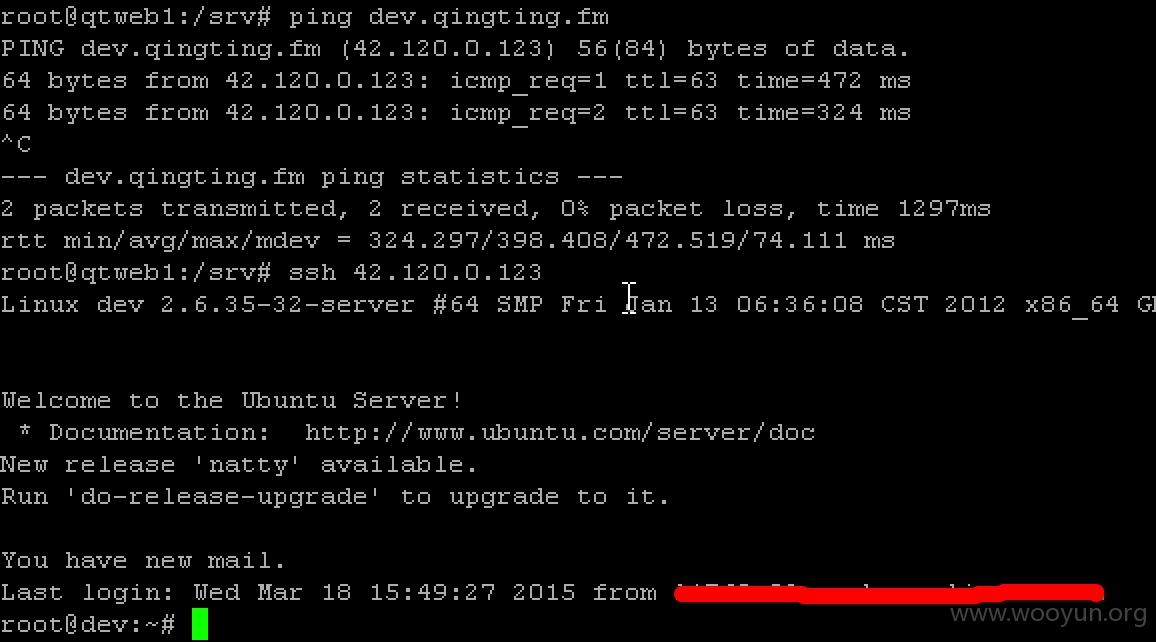 root@qtweb1:/srv# ping dev.qingting.fm
PING dev.qingting.fm (42.120.0.123) 56(84) bytes of data.
64 bytes from 42.120.0.123: icmp_req=1 ttl=63 time=472 ms
64 bytes from 42.120.0.123: icmp_req=2 ttl=63 time=324 ms
^C
--- dev.qingting.fm ping statistics ---
2 packets transmitted, 2 received, 0% packet loss, time 1297ms
rtt min/avg/max/mdev = 324.297/398.408/472.519/74.111 ms
root@qtweb1:/srv# ssh 42.120.0.123
Linux dev 2.6.35-32-server #64 SMP Fri Jan 13 06:36:08 CST 2012 x86_64
Welcome to the Ubuntu Server!
 * Documentation:  http://www.ubuntu.com/server/doc
New release 'natty' available.
Run 'do-release-upgrade' to upgrade to it.
You have new mail.
Last login: Wed Mar 18 15:49:27 2015 from
www.wooyun.org
root@dev:~#